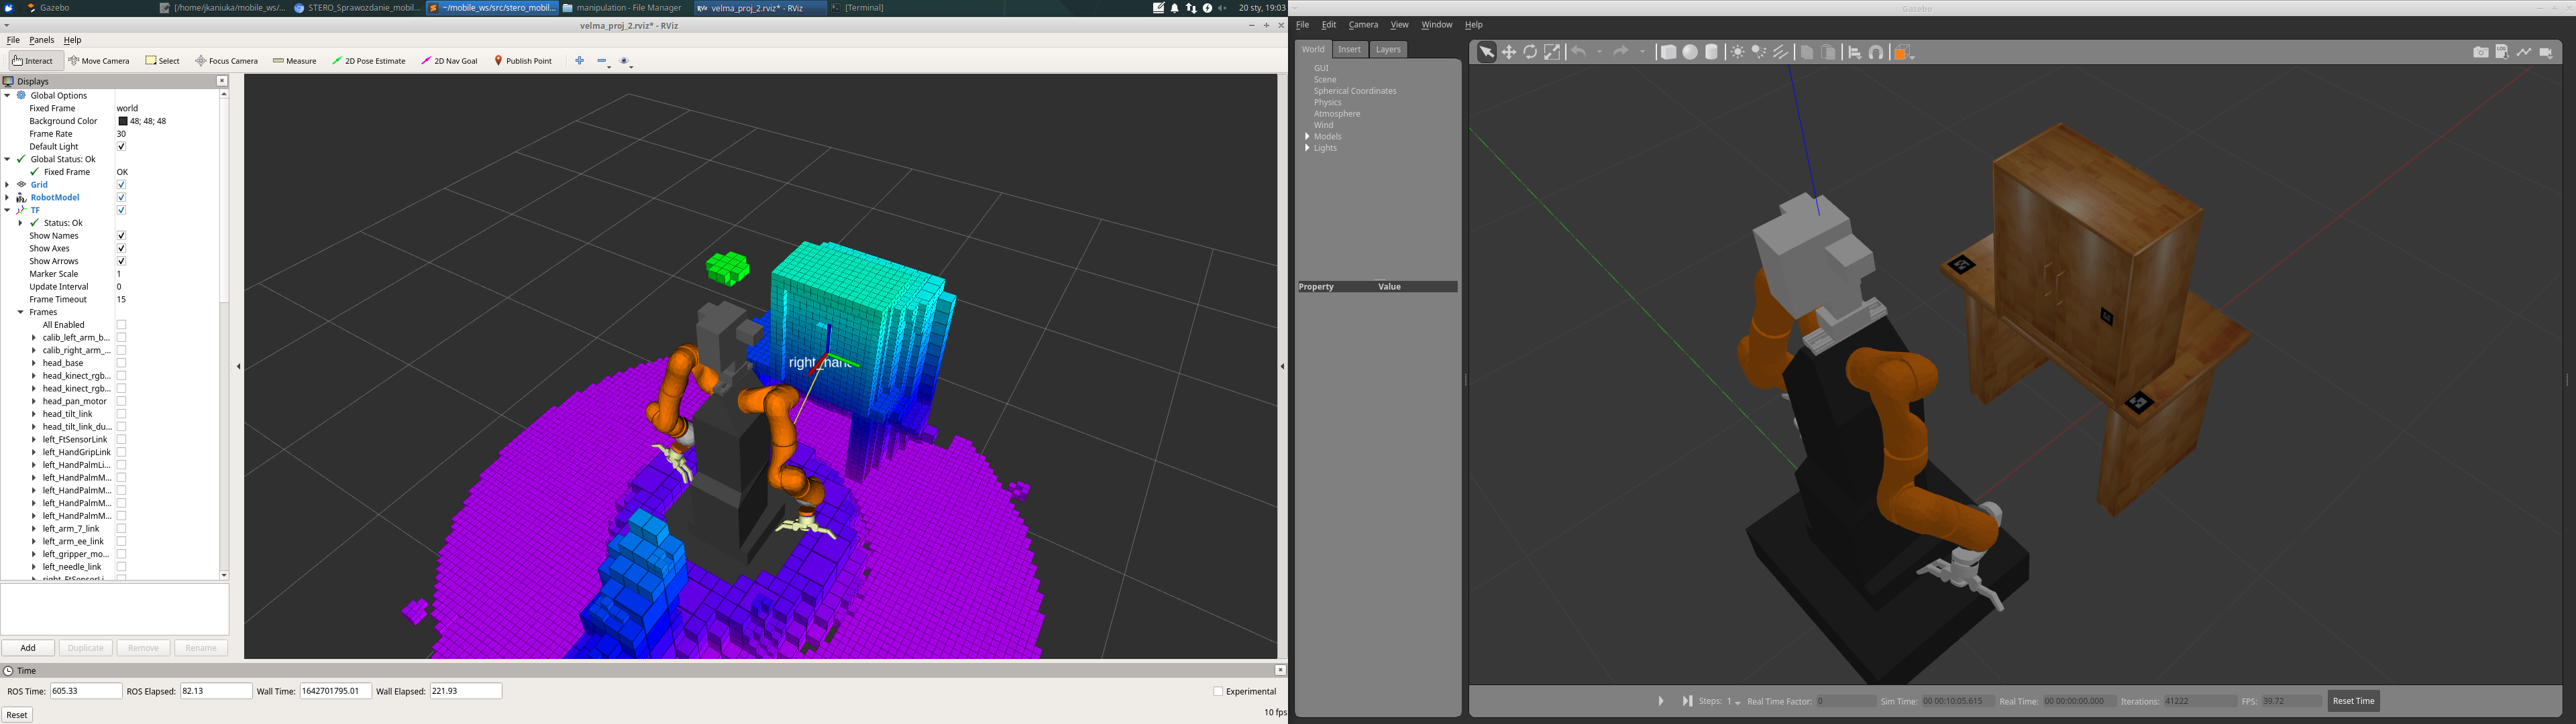 Gazebo
[/home/jkaniuka/mobile_ws/...
STERO_Sprawozdanie_mobil...
~/mobile_ws/src/stero_mobil...
manipulation - File Manager
velma_proj_2.rviz* - RViz
[Terminal]
20 sty, 19:03
velma_proj_2.rviz* - RViz
File Panels Help
Interact Move Camera Select Focus Camera Measure 2D Pose Estimate 2D Nav Goal Publish Point
Displays
Global Options
Fixed Frame world
Background Color 48; 48; 48
Frame Rate 30
Default Light
Global Status: Ok
Fixed Frame OK
Grid
RobotModel
TF
Status: Ok
Show Names
Show Axes
Show Arrows
Marker Scale 1
Update Interval 0
Frame Timeout 15
Frames
All Enabled
calib_left_arm_b...
calib_right_arm_...
head_base
head_kinect_rgb...
head_kinect_rgb...
head_pan_motor
head_tilt_link
head_tilt_link_du...
left_FtSensorLink
left_HandGripLink
left_HandPalmLi...
left_HandPalmM...
left_HandPalmM...
left_HandPalmM...
left_HandPalmM...
left_arm_7_link
left_arm_ee_link
left_gripper_mo...
left_needle_link
right_FtSensorLi...
Add Duplicate Remove Rename
right_hand
Time
ROS Time: 605.33 ROS Elapsed: 82.13 Wall Time: 1642701795.01 Wall Elapsed: 221.93 Experimental
Reset 10 fps
Gazebo
File Edit Camera View Window Help
World Insert Layers
GUI
Scene
Spherical Coordinates
Physics
Atmosphere
Wind
Models
Lights
Property Value
Steps: 1 Real Time Factor: 0 Sim Time: 00 00:10:05.615 Real Time: 00 00:00:00.000 Iterations: 41222 FPS: 39.72 Reset Time